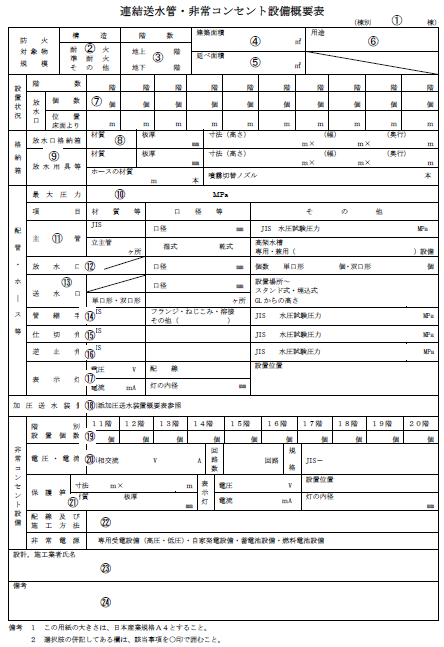 連結送水管・非常コンセント設備概要表
(棟別 ① 棟)
防火対象物規模 構造 階数 建築面積 ④ ㎡ 用途 ⑥
耐火 準耐火 その他 ② 地上 階 地下 階 ③ 延べ面積 ⑤ ㎡
設置状況 階数 階 階 階 階 階 階 階 階 階
放水口 個数 ⑦ 個 個 個 個 個 個 個 個 個
位置 床面上り m m m m m m m m m
格納箱 放水口格納箱 材質 ⑧ 板厚 ㎜ 寸法(高さ) m× (幅) m× (奥行) m
⑨ 放水用具等 材質 板厚 ㎜ 寸法(高さ) m× (幅) m× (奥行) m
ホースの材質 m 本 噴霧切替ノズル 本
配管・ホース等 最大圧力 ⑩ MPa
項目 材質等 口径等 その他
主管 ⑪ JIS 口径 ㎜ JIS 水圧試験圧力 MPa
立主管 ヶ所 湿式 乾式 高架水槽 専用・兼用( )設備
放水口 ⑫ 口径 ㎜ 個数 単口形 個・双口形 個
⑬ 送水口 口径 ㎜ 設置場所～ スタンド式・埋込式
単口形・双口形 ヶ所 GLからの高さ
管継手 ⑭ IS フランジ・ねじこみ・溶接 その他( ) JIS 水圧試験圧力 MPa
仕切弁 ⑮ IS JIS 水圧試験圧力 MPa
逆止弁 ⑯ IS JIS 水圧試験圧力 MPa
表示灯 ⑰ 電圧 V 配線 設置位置
電流 mA 灯の内径 ㎜
加圧送水装置 ⑱ 別添加圧送水装置概要表参照
非常コンセント設備 階別 11階 12階 13階 14階 15階 16階 17階 18階 19階 20階
設置個数 ⑲ 個 個 個 個 個 個 個 個 個 個
電圧・電流 ⑳ 相交流 V A 回路数 回路 規格 JIS－
保護箱 寸法 m× m 表示灯 電圧 V 設置位置
㉑ 材質 板厚 ㎜ 電流 mA 灯の内径 ㎜
配線及び施工方法 ㉒
非常電源 専用受電設備(高圧・低圧)・自家発電設備・蓄電池設備・燃料電池設備
設計、施工業者氏名
㉓
備考
㉔
備考 1 この用紙の大きさは、日本産業規格A4とすること。
2 選択肢の併記してある欄は、該当事項を○印で囲むこと。